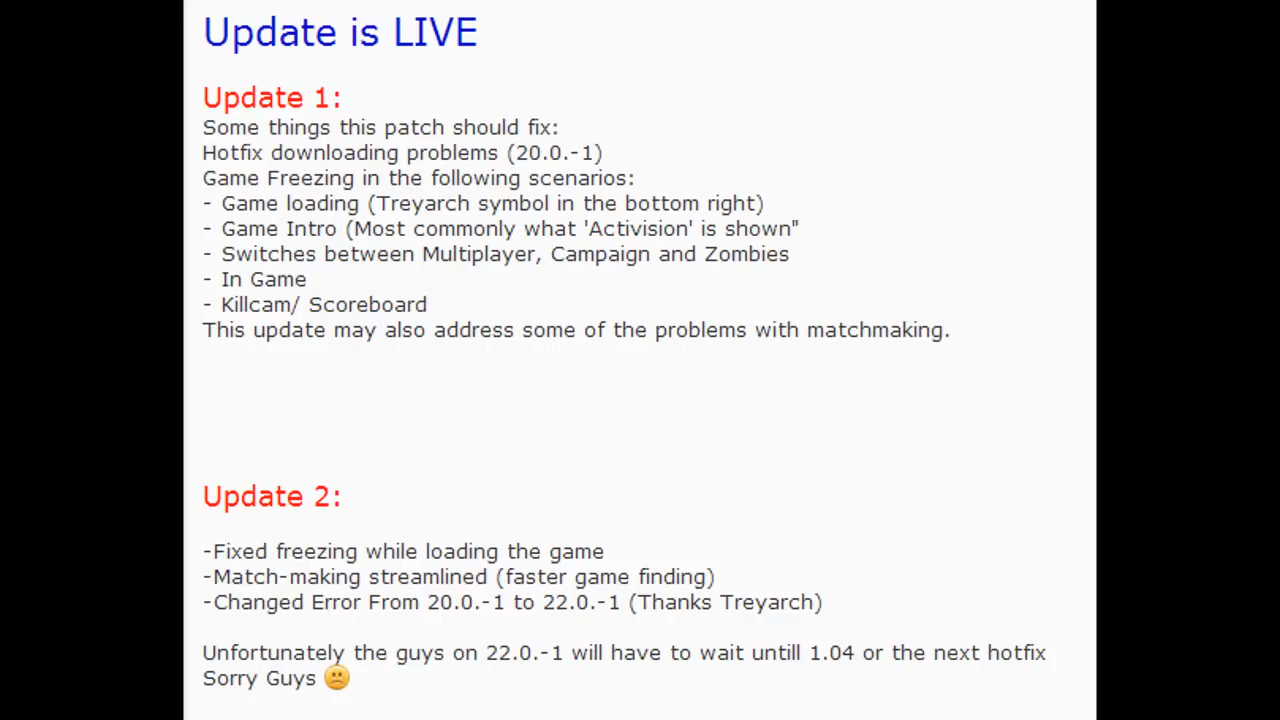 Update is LIVE
Update 1:
Some things this patch should fix:
Hotfix downloading problems (20.0.-1)
Game Freezing in the following scenarios:
- Game loading (Treyarch symbol in the bottom right)
- Game Intro (Most commonly what 'Activision' is shown"
- Switches between Multiplayer, Campaign and Zombies
- In Game
- Killcam/ Scoreboard
This update may also address some of the problems with matchmaking.
Update 2:
-Fixed freezing while loading the game
-Match-making streamlined (faster game finding)
-Changed Error From 20.0.-1 to 22.0.-1 (Thanks Treyarch)
Unfortunately the guys on 22.0.-1 will have to wait untill 1.04 or the next hotfix
Sorry Guys